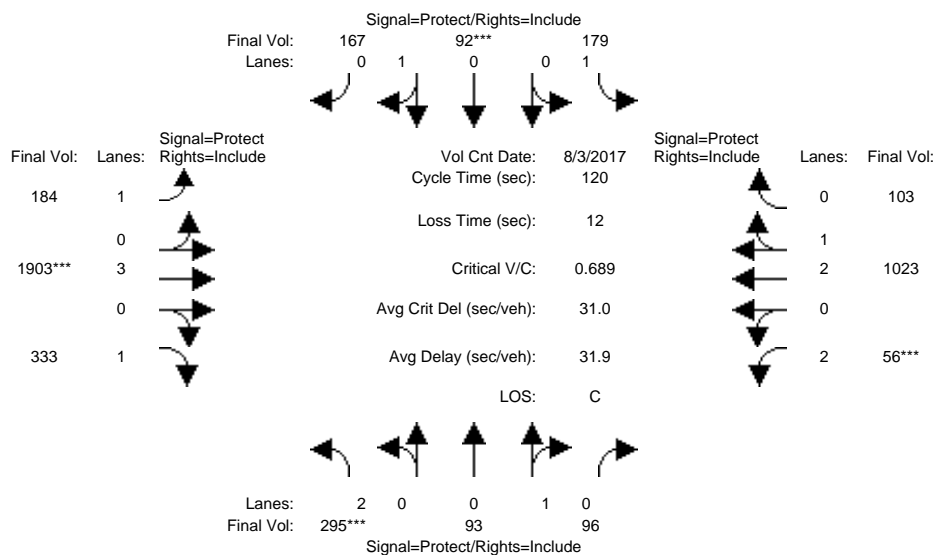 Signal=Protect/Rights=Include
Final Vol: 167 92*** 179
Lanes: 0 1 0 0 1
Signal=Protect
Final Vol: Lanes: Rights=Include
Vol Cnt Date: 8/3/2017
Signal=Protect
Rights=Include Lanes: Final Vol:
Cycle Time (sec): 120
184 1
0 103
Loss Time (sec): 12
0
1
1903*** 3
Critical V/C: 0.689
2 1023
0
Avg Crit Del (sec/veh): 31.0
0
333 1
Avg Delay (sec/veh): 31.9
2 56***
LOS: C
Lanes: 2 0 0 1 0
Final Vol: 295*** 93 96
Signal=Protect/Rights=Include